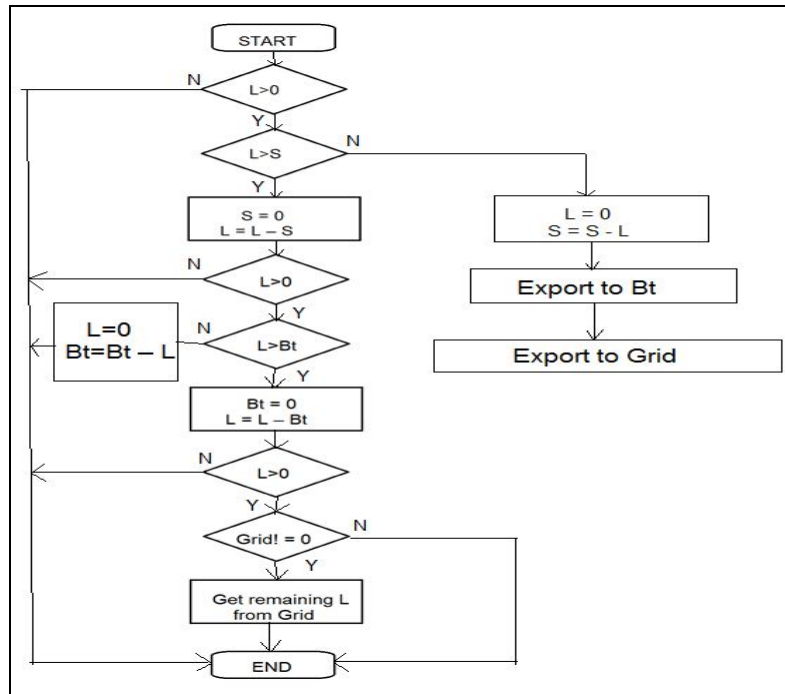 START
N
L>0
Y
L>S
N
Y
S = 0
L = L – S
L = 0
S = S - L
N
L>0
Y
Export to Bt
L=0
Bt=Bt – L
N
L>Bt
Y
Export to Grid
Bt = 0
L = L – Bt
N
L>0
Y
Grid! = 0
N
Y
Get remaining L
from Grid
END